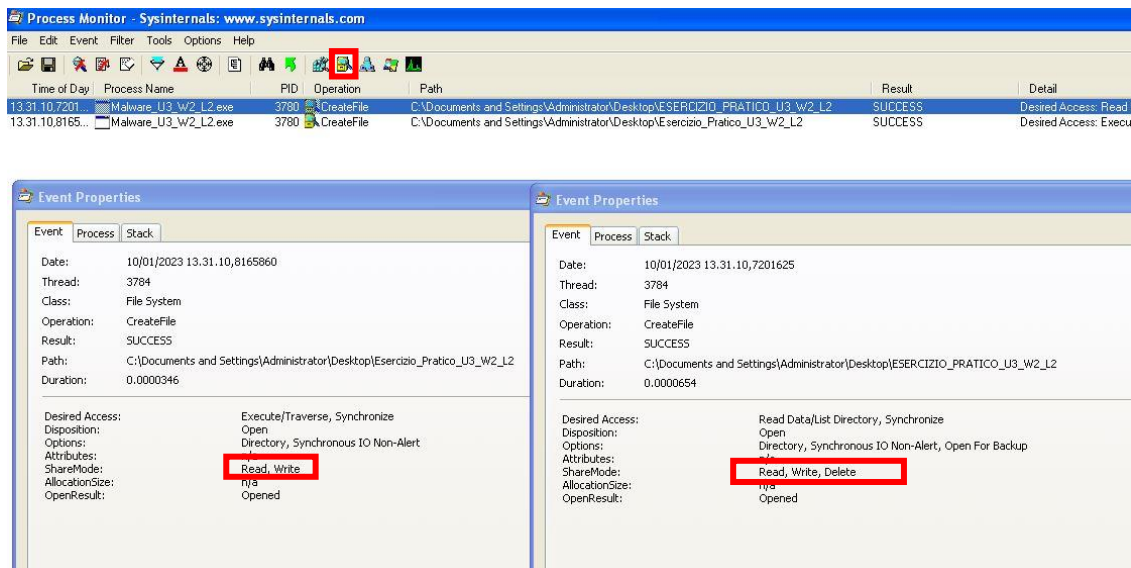 Process Monitor - Sysinternals: www.sysinternals.com
File Edit Event Filter Tools Options Help
Time of Day Process Name PID Operation Path Result Detail
13.31.10,7201... Malware_U3_W2_L2.exe 3780 CreateFile C:\Documents and Settings\Administrator\Desktop\ESERCIZIO_PRATICO_U3_W2_L2 SUCCESS Desired Access: Read
13.31.10,8165... Malware_U3_W2_L2.exe 3780 CreateFile C:\Documents and Settings\Administrator\Desktop\Esercizio_Pratico_U3_W2_L2 SUCCESS Desired Access: Execu
Event Properties
Event Process Stack
Date: 10/01/2023 13.31.10,8165860
Thread: 3784
Class: File System
Operation: CreateFile
Result: SUCCESS
Path: C:\Documents and Settings\Administrator\Desktop\Esercizio_Pratico_U3_W2_L2
Duration: 0.0000346
Desired Access: Execute/Traverse, Synchronize
Disposition: Open
Options: Directory, Synchronous IO Non-Alert
Attributes: n/a
ShareMode: Read, Write
AllocationSize: n/a
OpenResult: Opened
Event Properties
Event Process Stack
Date: 10/01/2023 13.31.10,7201625
Thread: 3784
Class: File System
Operation: CreateFile
Result: SUCCESS
Path: C:\Documents and Settings\Administrator\Desktop\ESERCIZIO_PRATICO_U3_W2_L2
Duration: 0.0000654
Desired Access: Read Data/List Directory, Synchronize
Disposition: Open
Options: Directory, Synchronous IO Non-Alert, Open For Backup
Attributes: n/a
ShareMode: Read, Write, Delete
AllocationSize: n/a
OpenResult: Opened